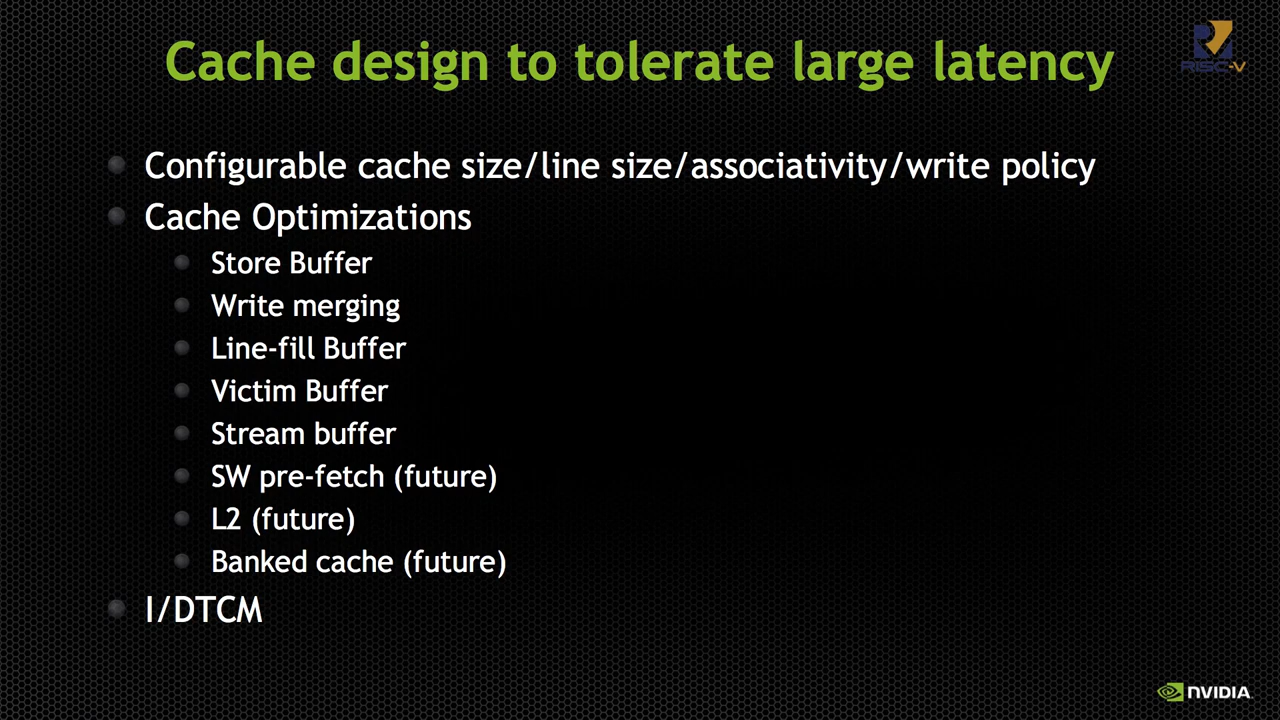 Cache design to tolerate large latency
RISC-V
Configurable cache size/line size/associativity/write policy
Cache Optimizations
Store Buffer
Write merging
Line-fill Buffer
Victim Buffer
Stream buffer
SW pre-fetch (future)
L2 (future)
Banked cache (future)
I/DTCM
NVIDIA.